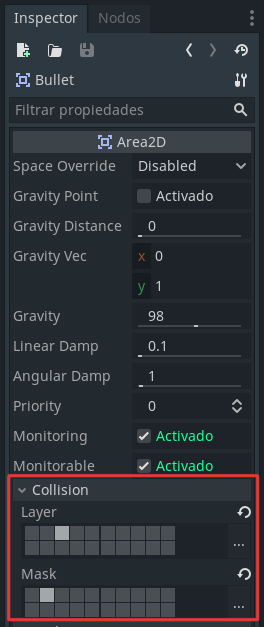 Inspector Nodos
Bullet
Filtrar propiedades
Area2D
Space Override Disabled
Gravity Point Activado
Gravity Distance 0
Gravity Vec x 0
y 1
Gravity 98
Linear Damp 0.1
Angular Damp 1
Priority 0
Monitoring Activado
Monitorable Activado
Collision
Layer
...
Mask
...